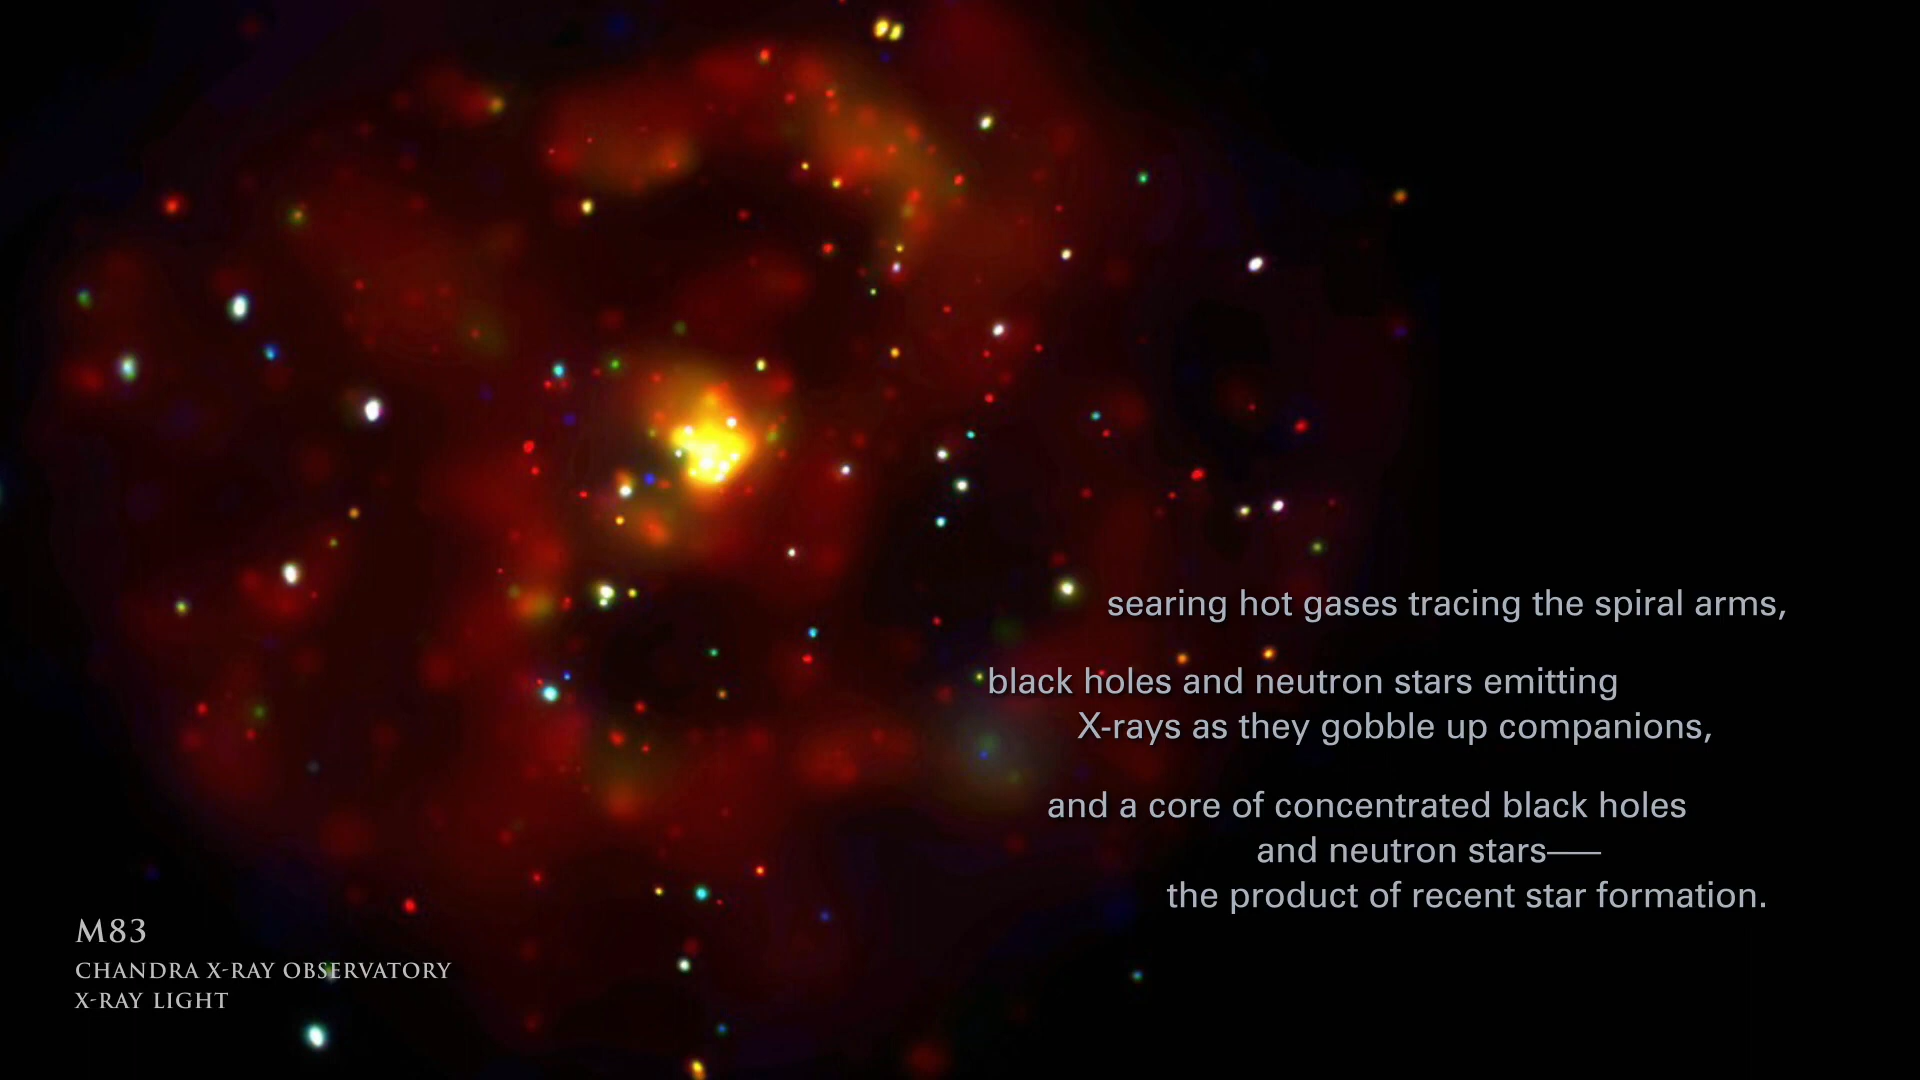 searing hot gases tracing the spiral arms,
black holes and neutron stars emitting
X-rays as they gobble up companions,
and a core of concentrated black holes
and neutron stars——
the product of recent star formation.
M83
CHANDRA X-RAY OBSERVATORY
X-RAY LIGHT